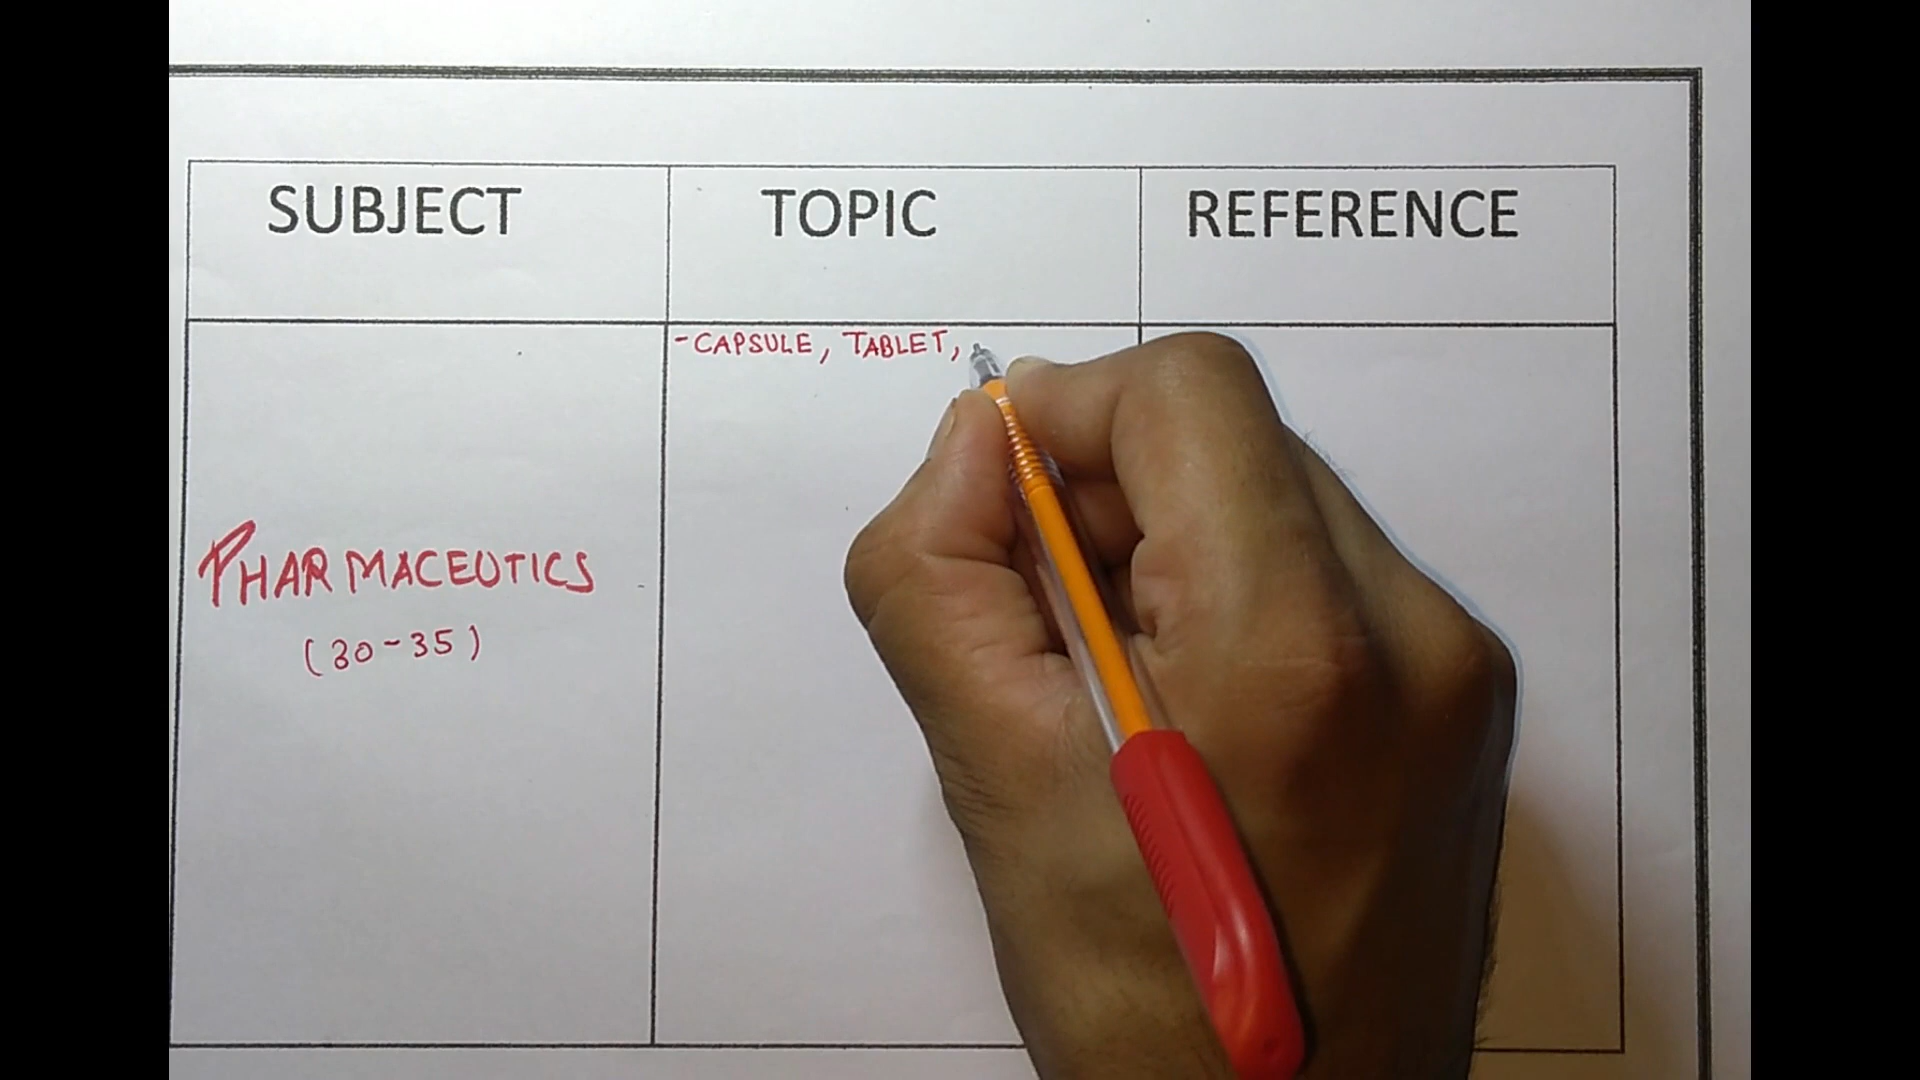 SUBJECT TOPIC REFERENCE
-CAPSULE, TABLET,
PHARMACEUTICS
(30-35)